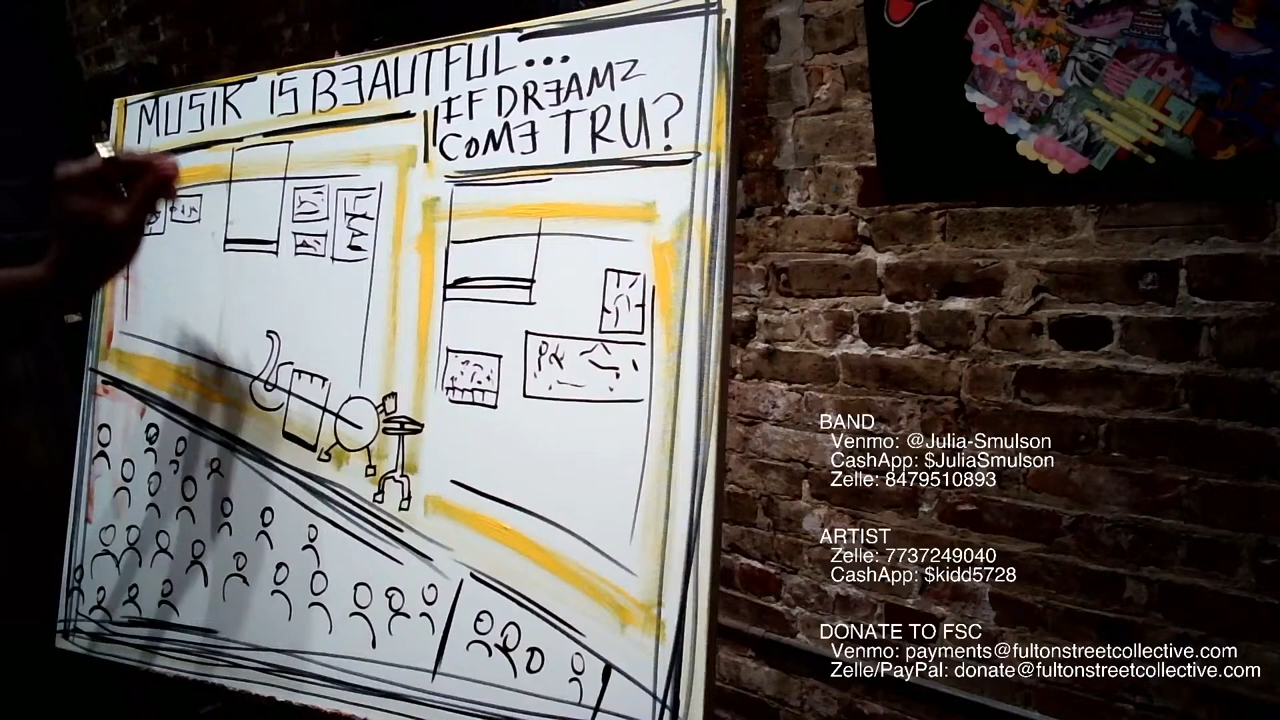 MUSIK IS BEAUTFUL...
IF DREAMZ
COME TRU?
BAND
Venmo: @Julia-Smulson
CashApp: $JuliaSmulson
Zelle: 8479510893
ARTIST
Zelle: 7737249040
CashApp: $kidd5728
DONATE TO FSC
Venmo: payments@fultonstreetcollective.com
Zelle/PayPal: donate@fultonstreetcollective.com